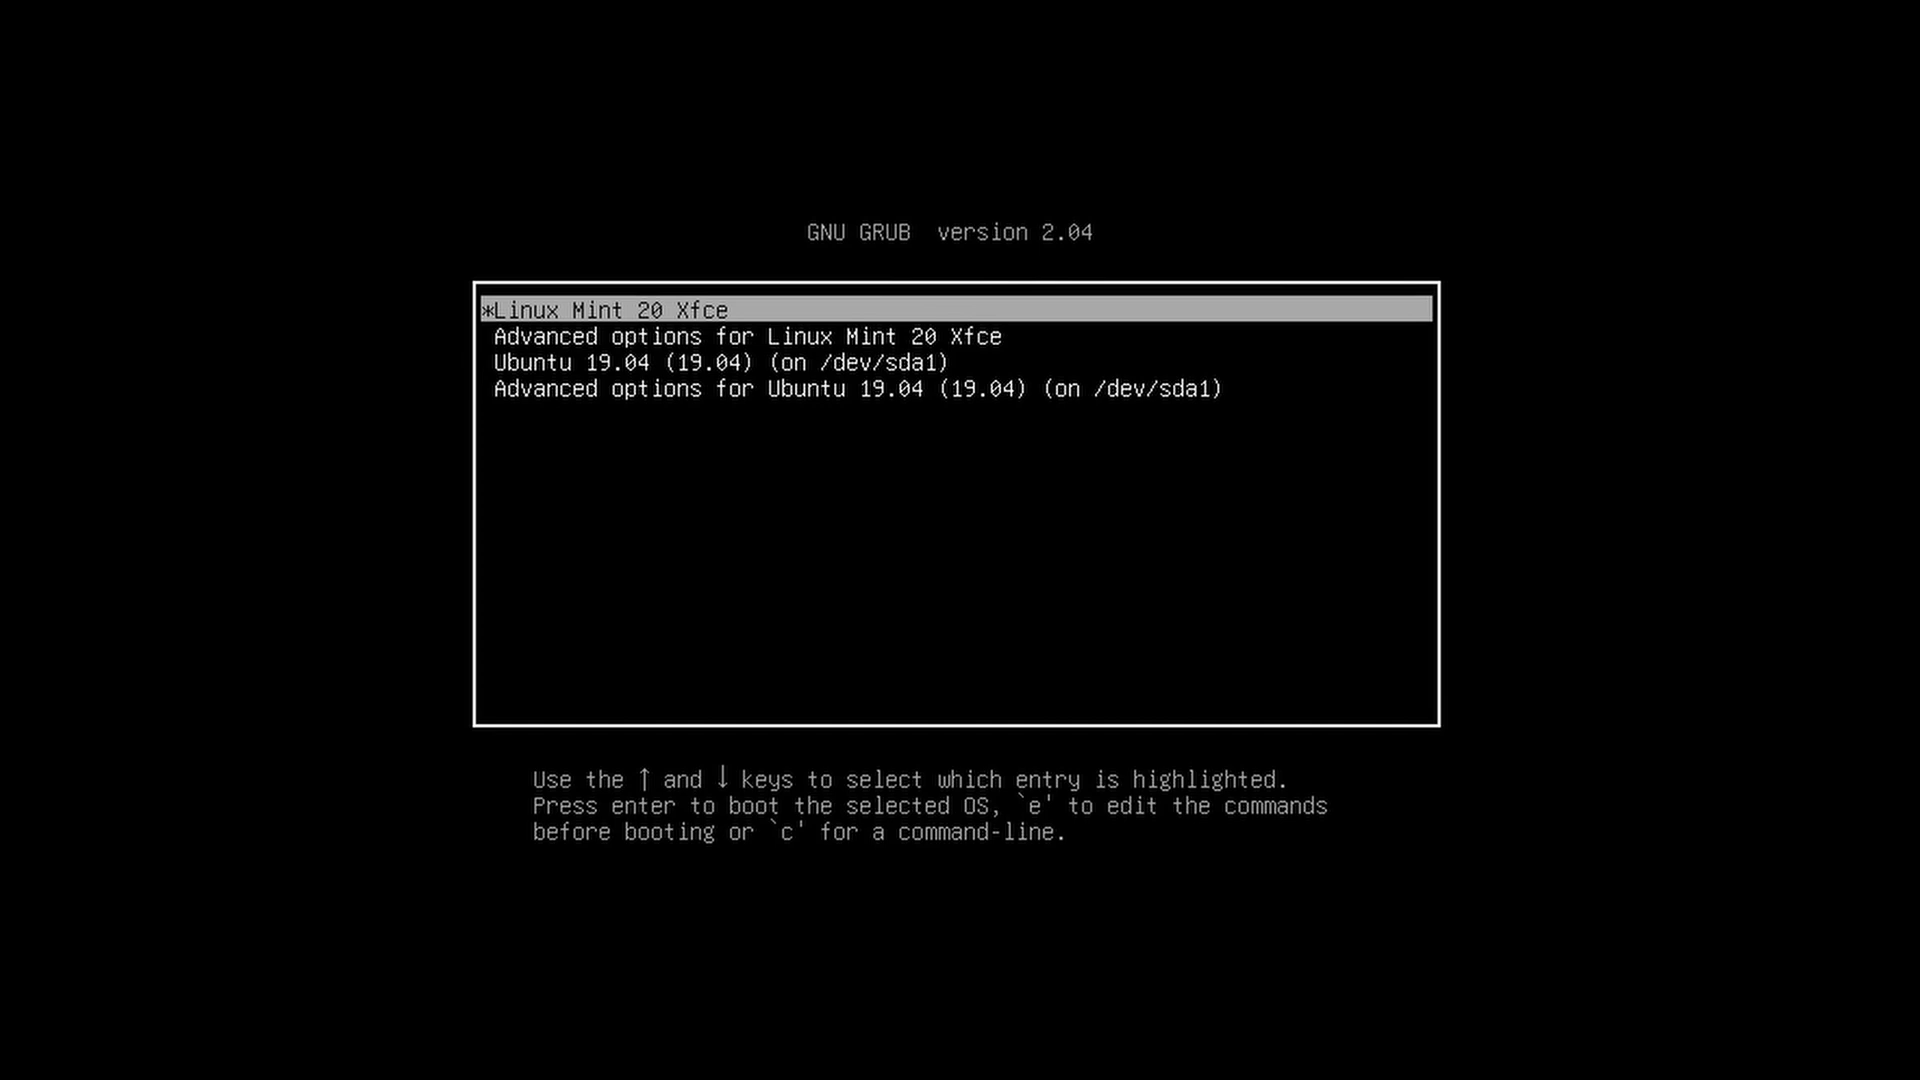 GNU GRUB  version 2.04
*Linux Mint 20 Xfce
Advanced options for Linux Mint 20 Xfce
Ubuntu 19.04 (19.04) (on /dev/sda1)
Advanced options for Ubuntu 19.04 (19.04) (on /dev/sda1)
Use the ↑ and ↓ keys to select which entry is highlighted.
Press enter to boot the selected OS, `e' to edit the commands
before booting or `c' for a command-line.